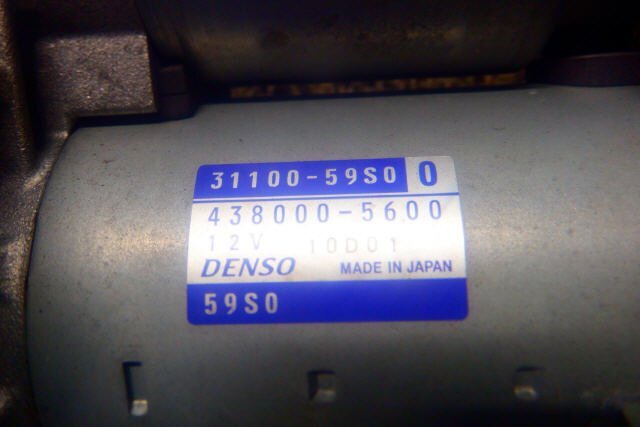 31100-59S0 0
438000-5600
12V 10D01
DENSO MADE IN JAPAN
59S0